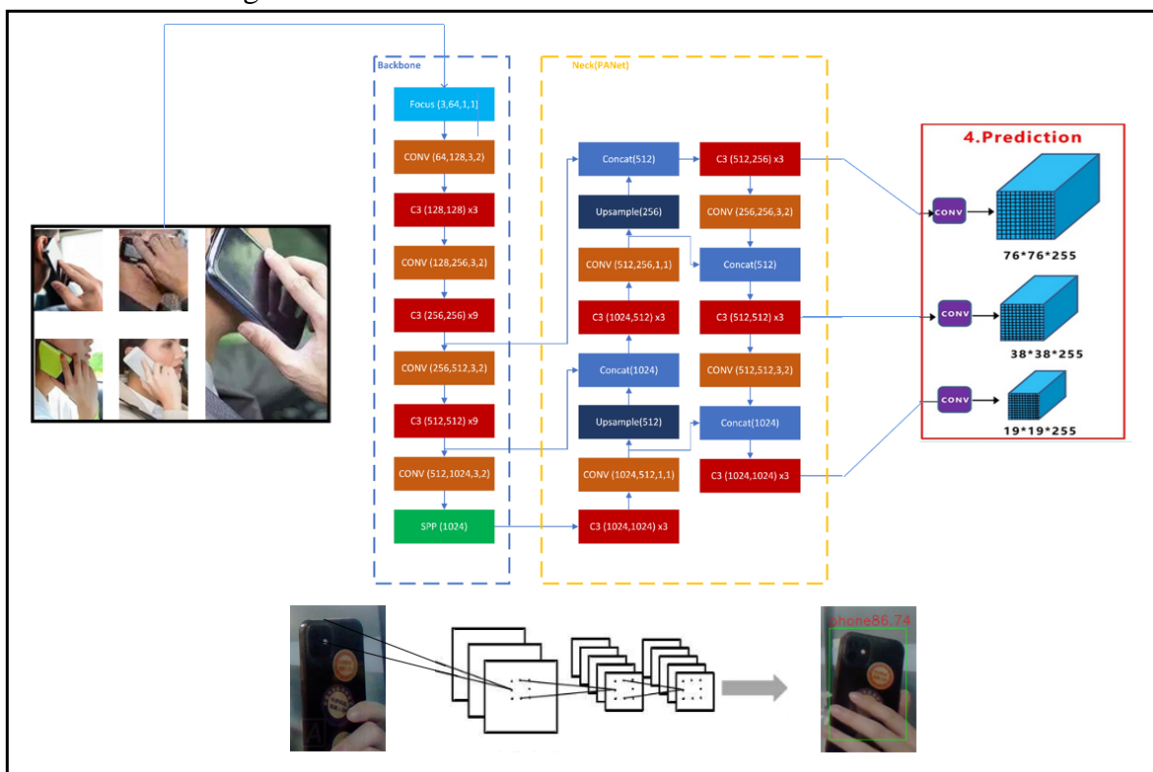 Backbone
Focus (3,64,1,1)
CONV (64,128,3,2)
C3 (128,128) x3
CONV (128,256,3,2)
C3 (256,256) x9
CONV (256,512,3,2)
C3 (512,512) x9
CONV (512,1024,3,2)
SPP (1024)
Neck(PANet)
Concat(512)
Upsample(256)
CONV (512,256,1,1)
C3 (1024,512) x3
Concat(1024)
Upsample(512)
CONV (1024,512,1,1)
C3 (1024,1024) x3
C3 (512,256) x3
CONV (256,256,3,2)
Concat(512)
C3 (512,512) x3
CONV (512,512,3,2)
Concat(1024)
C3 (1024,1024) x3
4.Prediction
CONV
76*76*255
CONV
38*38*255
CONV
19*19*255
phone86.74